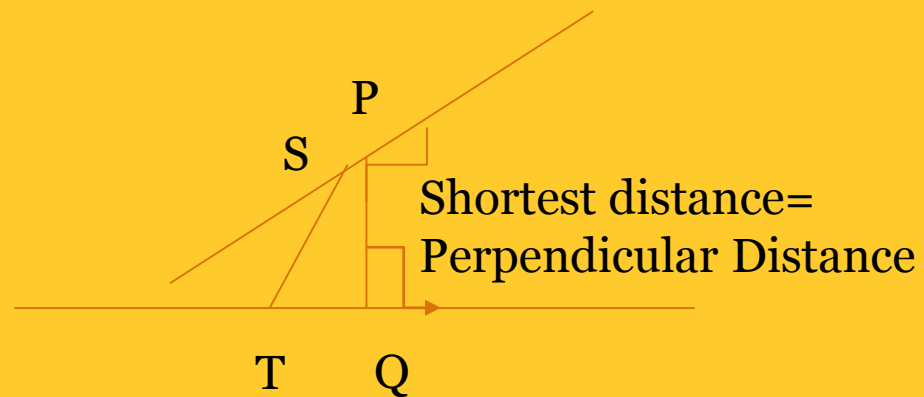 P
S
Shortest distance=
Perpendicular Distance
T Q